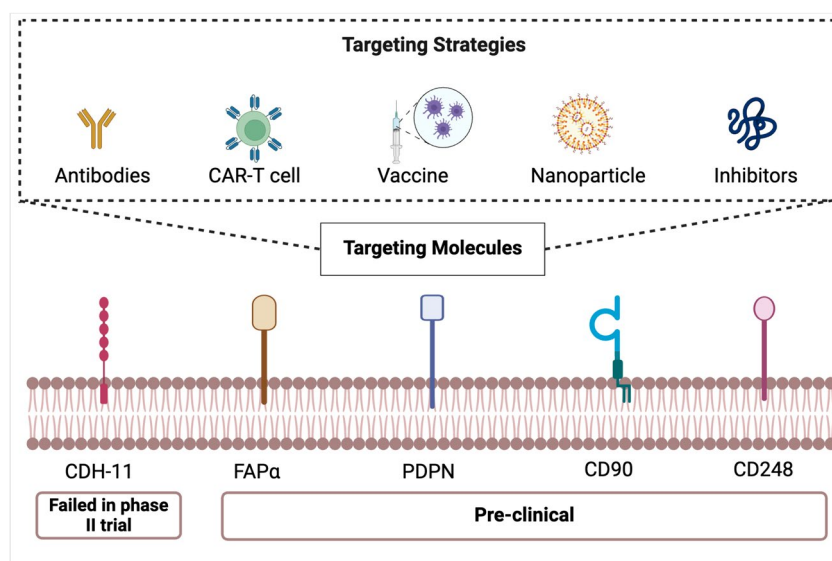 Targeting Strategies
Antibodies CAR-T cell Vaccine Nanoparticle Inhibitors
Targeting Molecules
CDH-11 FAPα PDPN CD90 CD248
Failed in phase
II trial
Pre-clinical